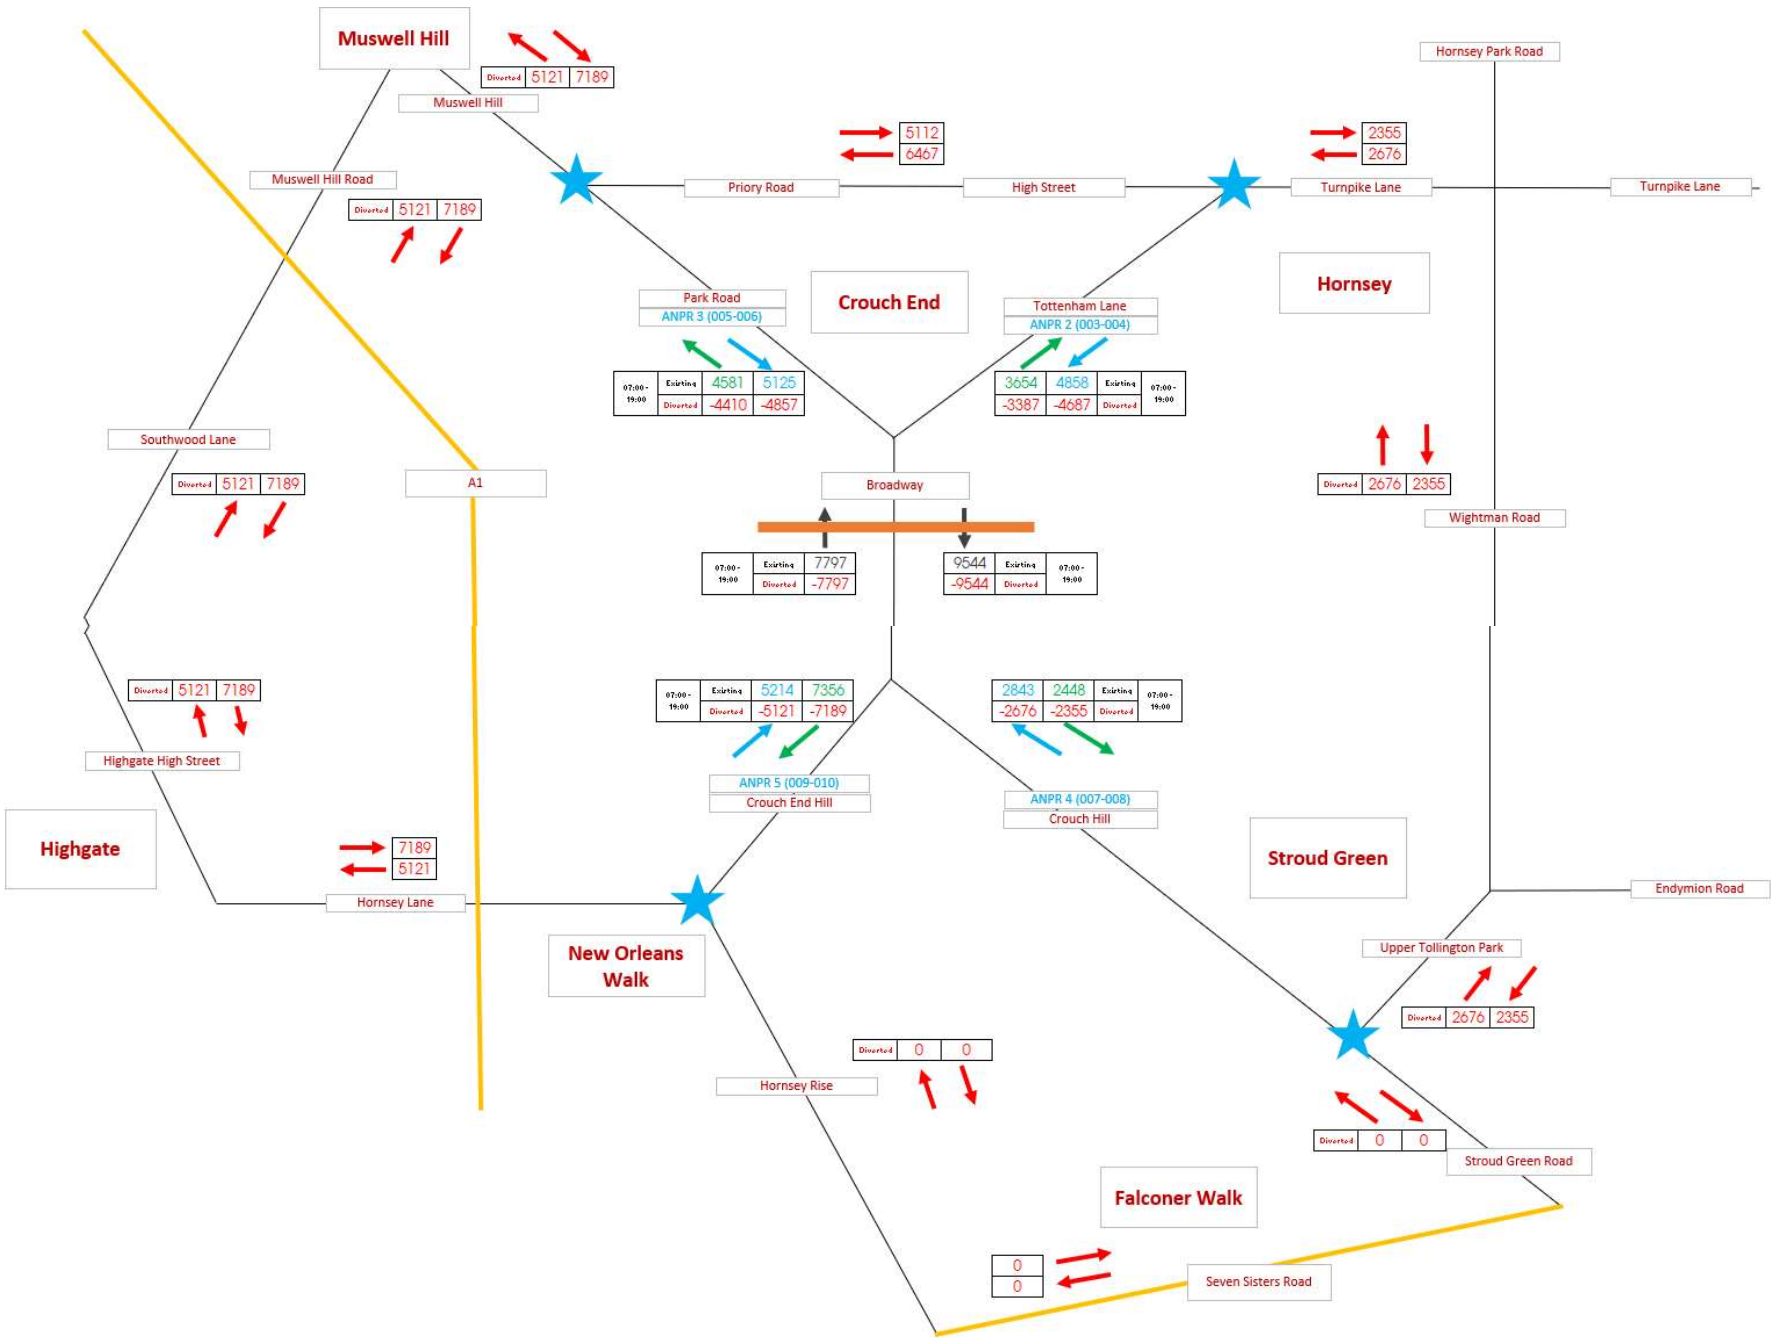 Muswell Hill
Diverted 5121 7189
Muswell Hill
Hornsey Park Road
5112
6467
2355
2676
Muswell Hill Road
Priory Road
High Street
Turnpike Lane
Turnpike Lane
Diverted 5121 7189
Crouch End
Hornsey
Park Road
ANPR 3 (005-006)
Tottenham Lane
ANPR 2 (003-004)
07:00-
19:00
Existing 4581 5125
Diverted -4410 -4857
3654 4858 Existing
-3387 -4687 Diverted
07:00-
19:00
Southwood Lane
Diverted 5121 7189
A1
Broadway
Diverted 2676 2355
Wightman Road
07:00-
19:00
Existing 7797
Diverted -7797
9544 Existing
-9544 Diverted
07:00-
19:00
Diverted 5121 7189
07:00-
19:00
Existing 5214 7356
Diverted -5121 -7189
2843 2448 Existing
-2676 -2355 Diverted
07:00-
19:00
Highgate High Street
ANPR 5 (009-010)
Crouch End Hill
ANPR 4 (007-008)
Crouch Hill
Highgate
7189
5121
Stroud Green
Hornsey Lane
Endymion Road
New Orleans
Walk
Upper Tollington Park
Diverted 2676 2355
Diverted 0 0
Hornsey Rise
Diverted 0 0
Stroud Green Road
Falconer Walk
0
0
Seven Sisters Road